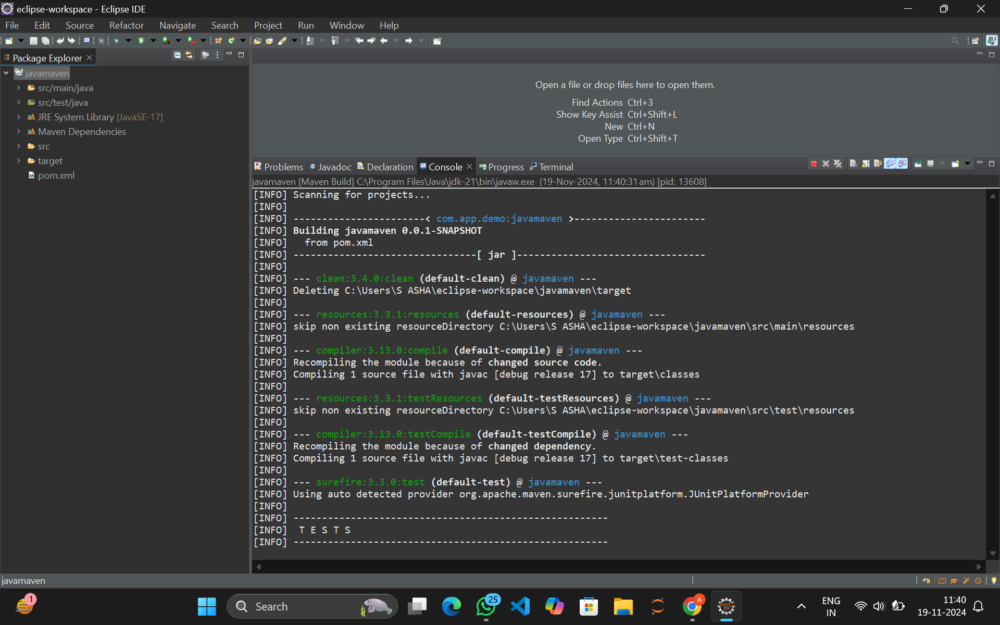 eclipse-workspace - Eclipse IDE
File Edit Source Refactor Navigate Search Project Run Window Help
Package Explorer
javamaven
src/main/java
src/test/java
JRE System Library [JavaSE-17]
Maven Dependencies
src
target
pom.xml
Open a file or drop files here to open them.
Find Actions Ctrl+3
Show Key Assist Ctrl+Shift+L
New Ctrl+N
Open Type Ctrl+Shift+T
Problems Javadoc Declaration Console Progress Terminal
javamaven [Maven Build] C:\Program Files\Java\jdk-21\bin\javaw.exe (19-Nov-2024, 11:40:31 am) [pid: 13608]
[INFO] Scanning for projects...
[INFO]
[INFO] -----------------------< com.app.demo:javamaven >-----------------------
[INFO] Building javamaven 0.0.1-SNAPSHOT
[INFO]   from pom.xml
[INFO] --------------------------------[ jar ]---------------------------------
[INFO]
[INFO] --- clean:3.4.0:clean (default-clean) @ javamaven ---
[INFO] Deleting C:\Users\S ASHA\eclipse-workspace\javamaven\target
[INFO]
[INFO] --- resources:3.3.1:resources (default-resources) @ javamaven ---
[INFO] skip non existing resourceDirectory C:\Users\S ASHA\eclipse-workspace\javamaven\src\main\resources
[INFO]
[INFO] --- compiler:3.13.0:compile (default-compile) @ javamaven ---
[INFO] Recompiling the module because of changed source code.
[INFO] Compiling 1 source file with javac [debug release 17] to target\classes
[INFO]
[INFO] --- resources:3.3.1:testResources (default-testResources) @ javamaven ---
[INFO] skip non existing resourceDirectory C:\Users\S ASHA\eclipse-workspace\javamaven\src\test\resources
[INFO]
[INFO] --- compiler:3.13.0:testCompile (default-testCompile) @ javamaven ---
[INFO] Recompiling the module because of changed dependency.
[INFO] Compiling 1 source file with javac [debug release 17] to target\test-classes
[INFO]
[INFO] --- surefire:3.3.0:test (default-test) @ javamaven ---
[INFO] Using auto detected provider org.apache.maven.surefire.junitplatform.JUnitPlatformProvider
[INFO]
[INFO] -------------------------------------------------------
[INFO]  T E S T S
[INFO] -------------------------------------------------------
javamaven
1
Search
25
A
ENG
IN
11:40
19-11-2024